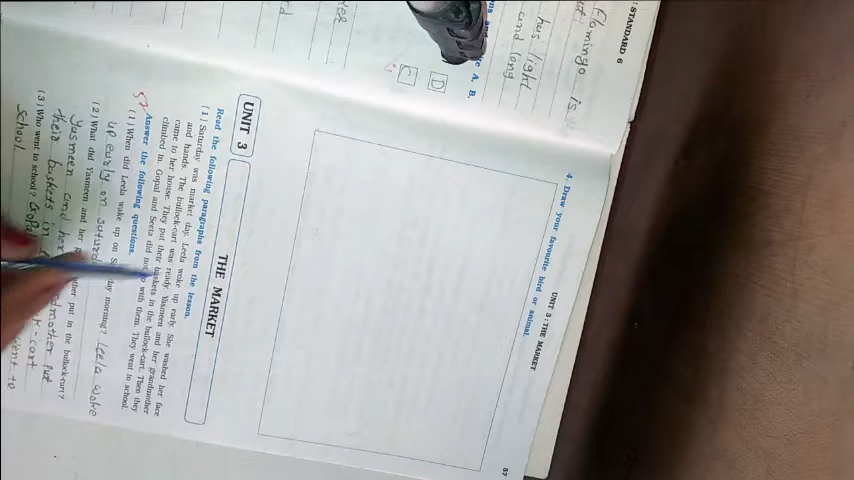 : STANDARD 6
Flamingo is
has light
and long
e A, B,
D
C
UNIT 3 : THE MARKET
57
4. Draw your favourite bird or animal.
UNIT 3
THE MARKET
Read the following paragraphs from the lesson.
(1) Saturday was market day. Leela woke up early. She washed her face
and hands. The bullock-cart was ready. Yasmeen and her grandmother
came to her house. They put their baskets in the bullock-cart. Then they
climbed in. Gopal and Seeta did not go with them. They went to school.
Answer the following questions.
(1) When did Leela wake up on day morning? Leela woke
up early on
(2) What did Yasmeen and her put in the bullock-cart?
Yasmeen and her put
their baskets in cart
(3) Who went to school? Gopal went to
school